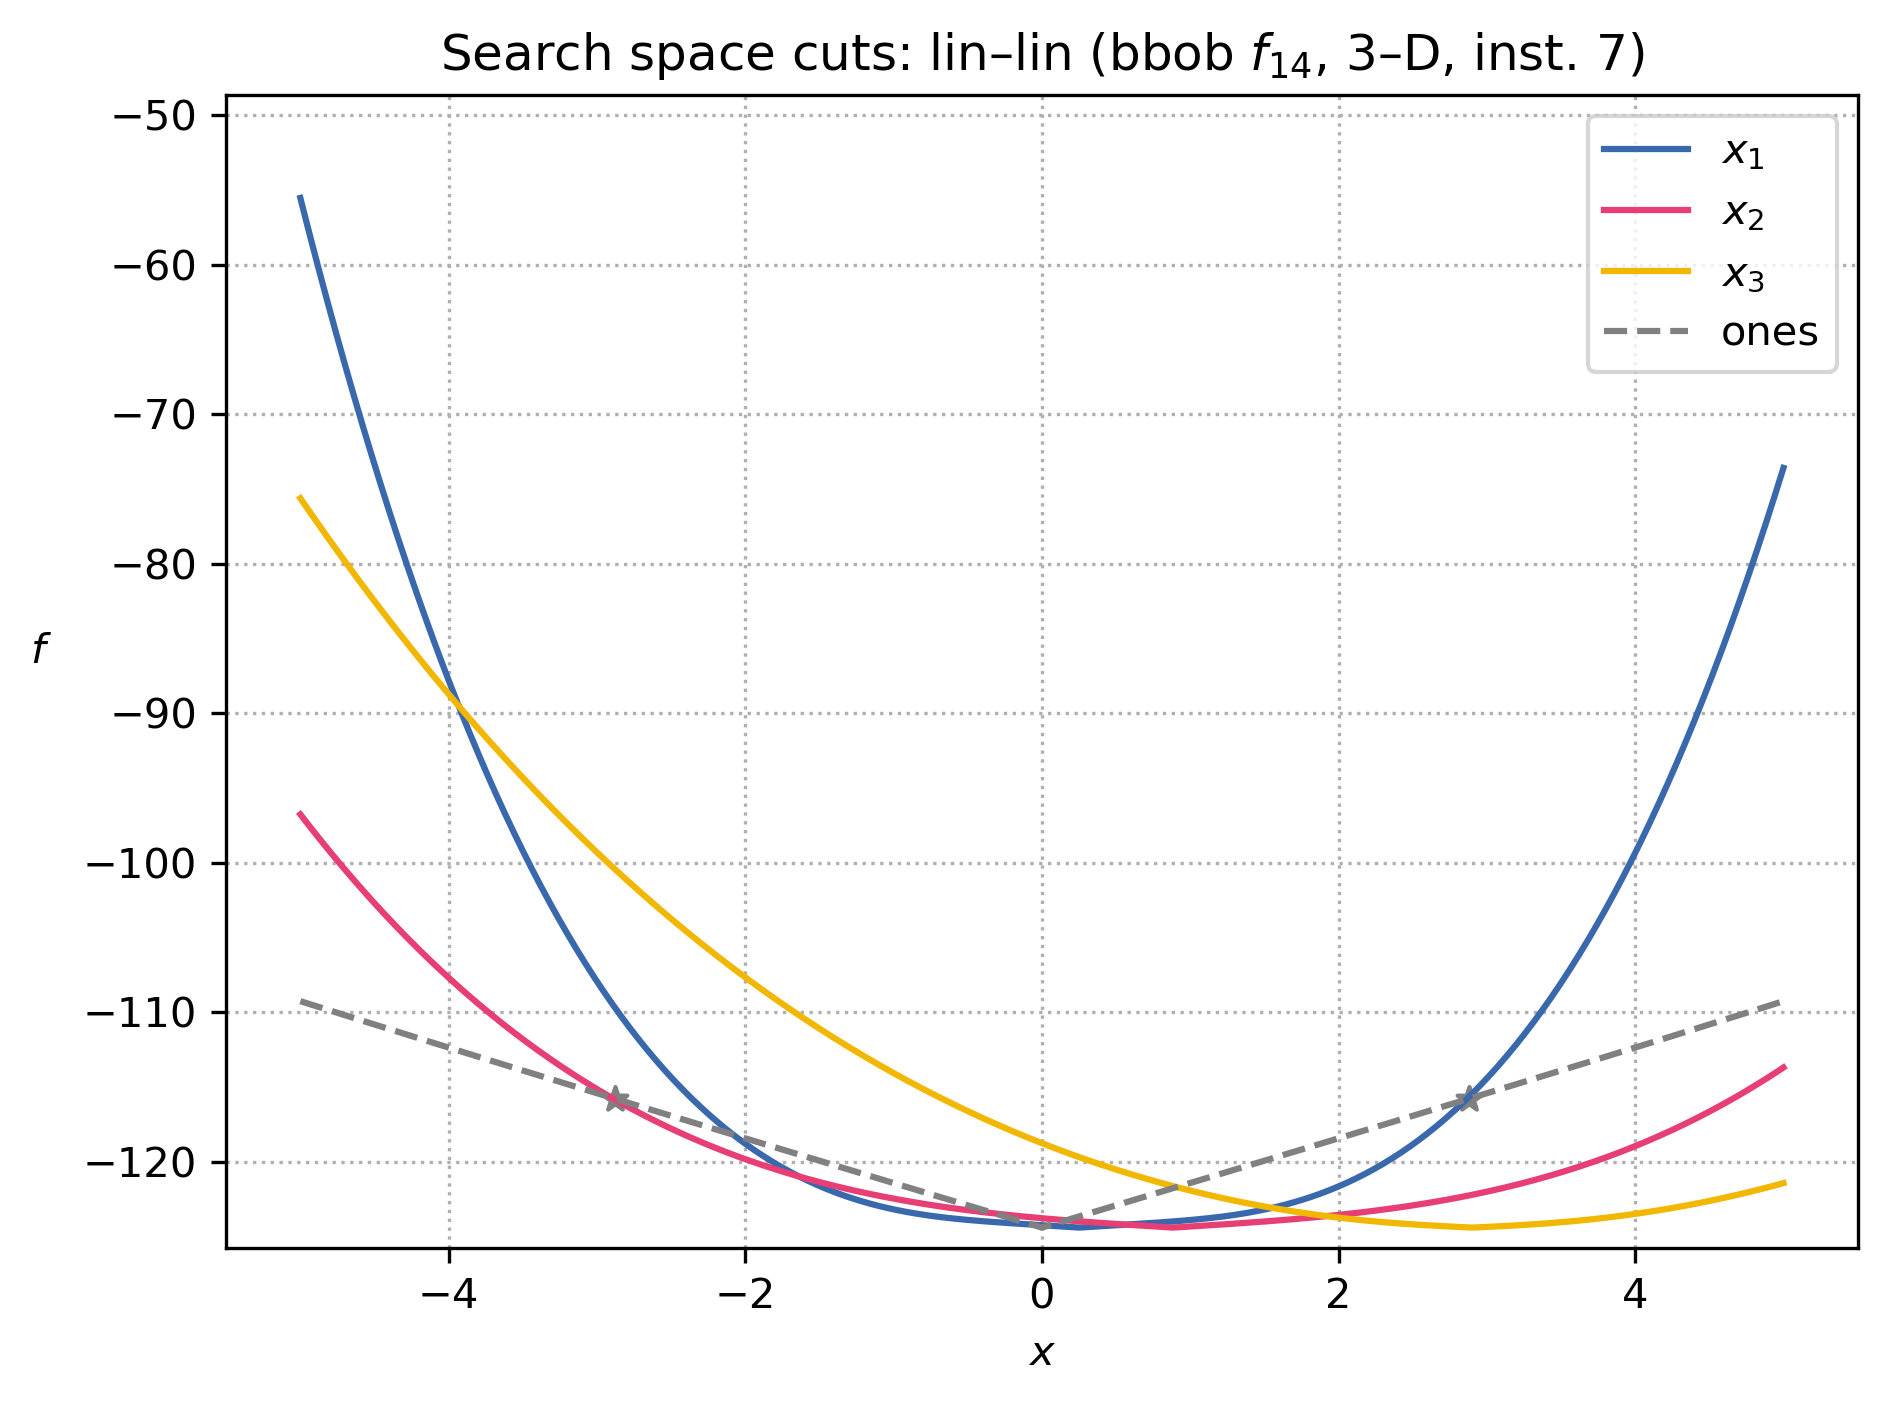 Search space cuts: lin–lin (bbob f14, 3–D, inst. 7)
−50
−60
−70
−80
−90
−100
−110
−120
f
x1
x2
x3
ones
−4
−2
0
2
4
x